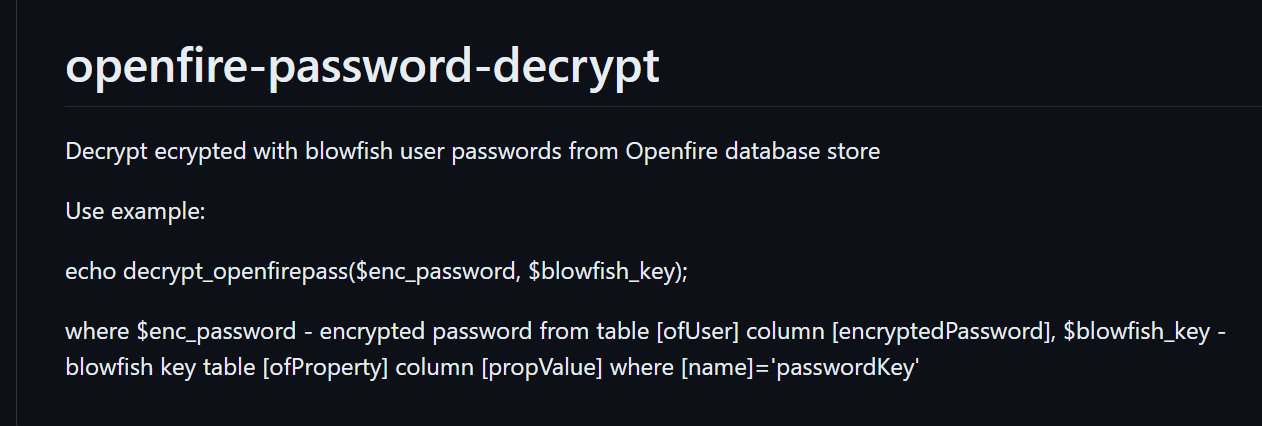 openfire-password-decrypt
Decrypt ecrypted with blowfish user passwords from Openfire database store
Use example:
echo decrypt_openfirepass($enc_password, $blowfish_key);
where $enc_password - encrypted password from table [ofUser] column [encryptedPassword], $blowfish_key -
blowfish key table [ofProperty] column [propValue] where [name]='passwordKey'